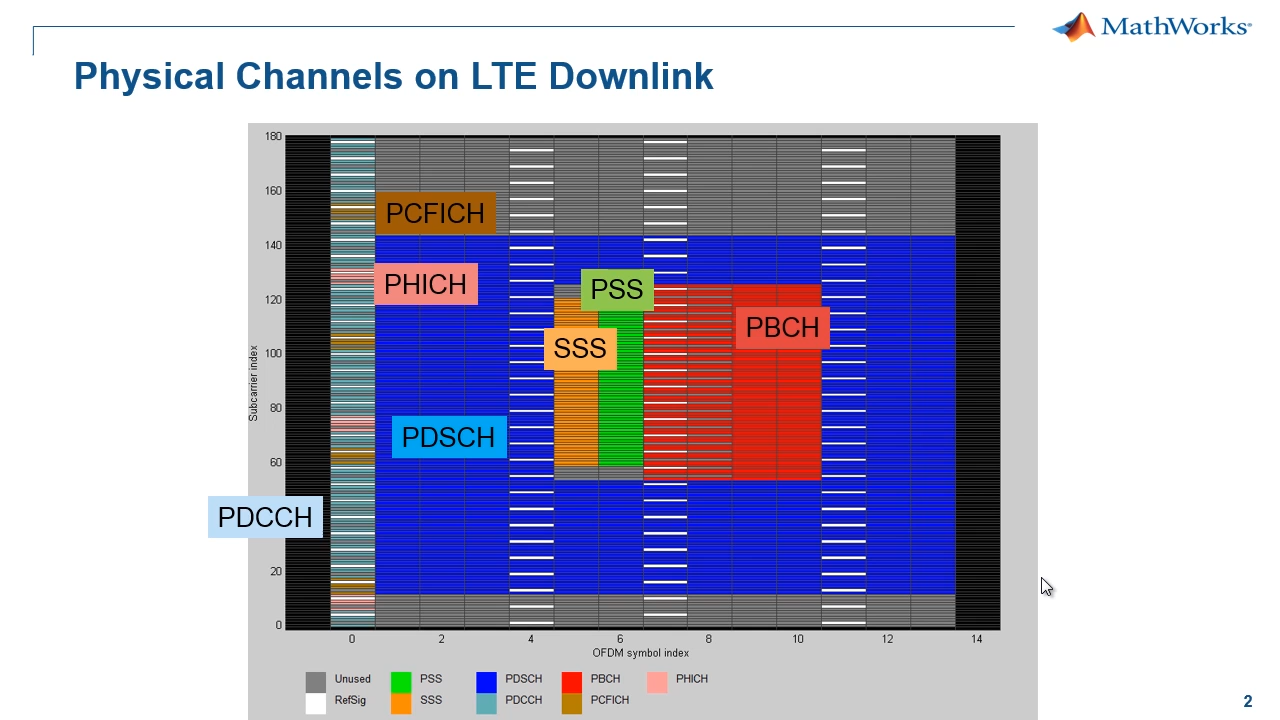 MathWorks®
Physical Channels on LTE Downlink
180
160
140
120
100
80
60
20
0
Subcarrier index
PCFICH
PHICH
PSS
PBCH
SSS
PDSCH
PDCCH
0 2 4 6 8 10 12 14
OFDM symbol index
Unused PSS PDSCH PBCH PHICH
RefSig SSS PDCCH PCFICH
2